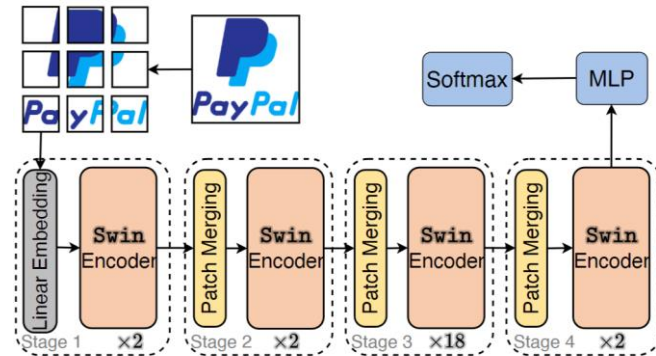 PayPal
PayPal
Softmax
MLP
Linear Embedding
Swin
Encoder
Stage 1
×2
Patch Merging
Swin
Encoder
Stage 2
×2
Patch Merging
Swin
Encoder
Stage 3
×18
Patch Merging
Swin
Encoder
Stage 4
×2